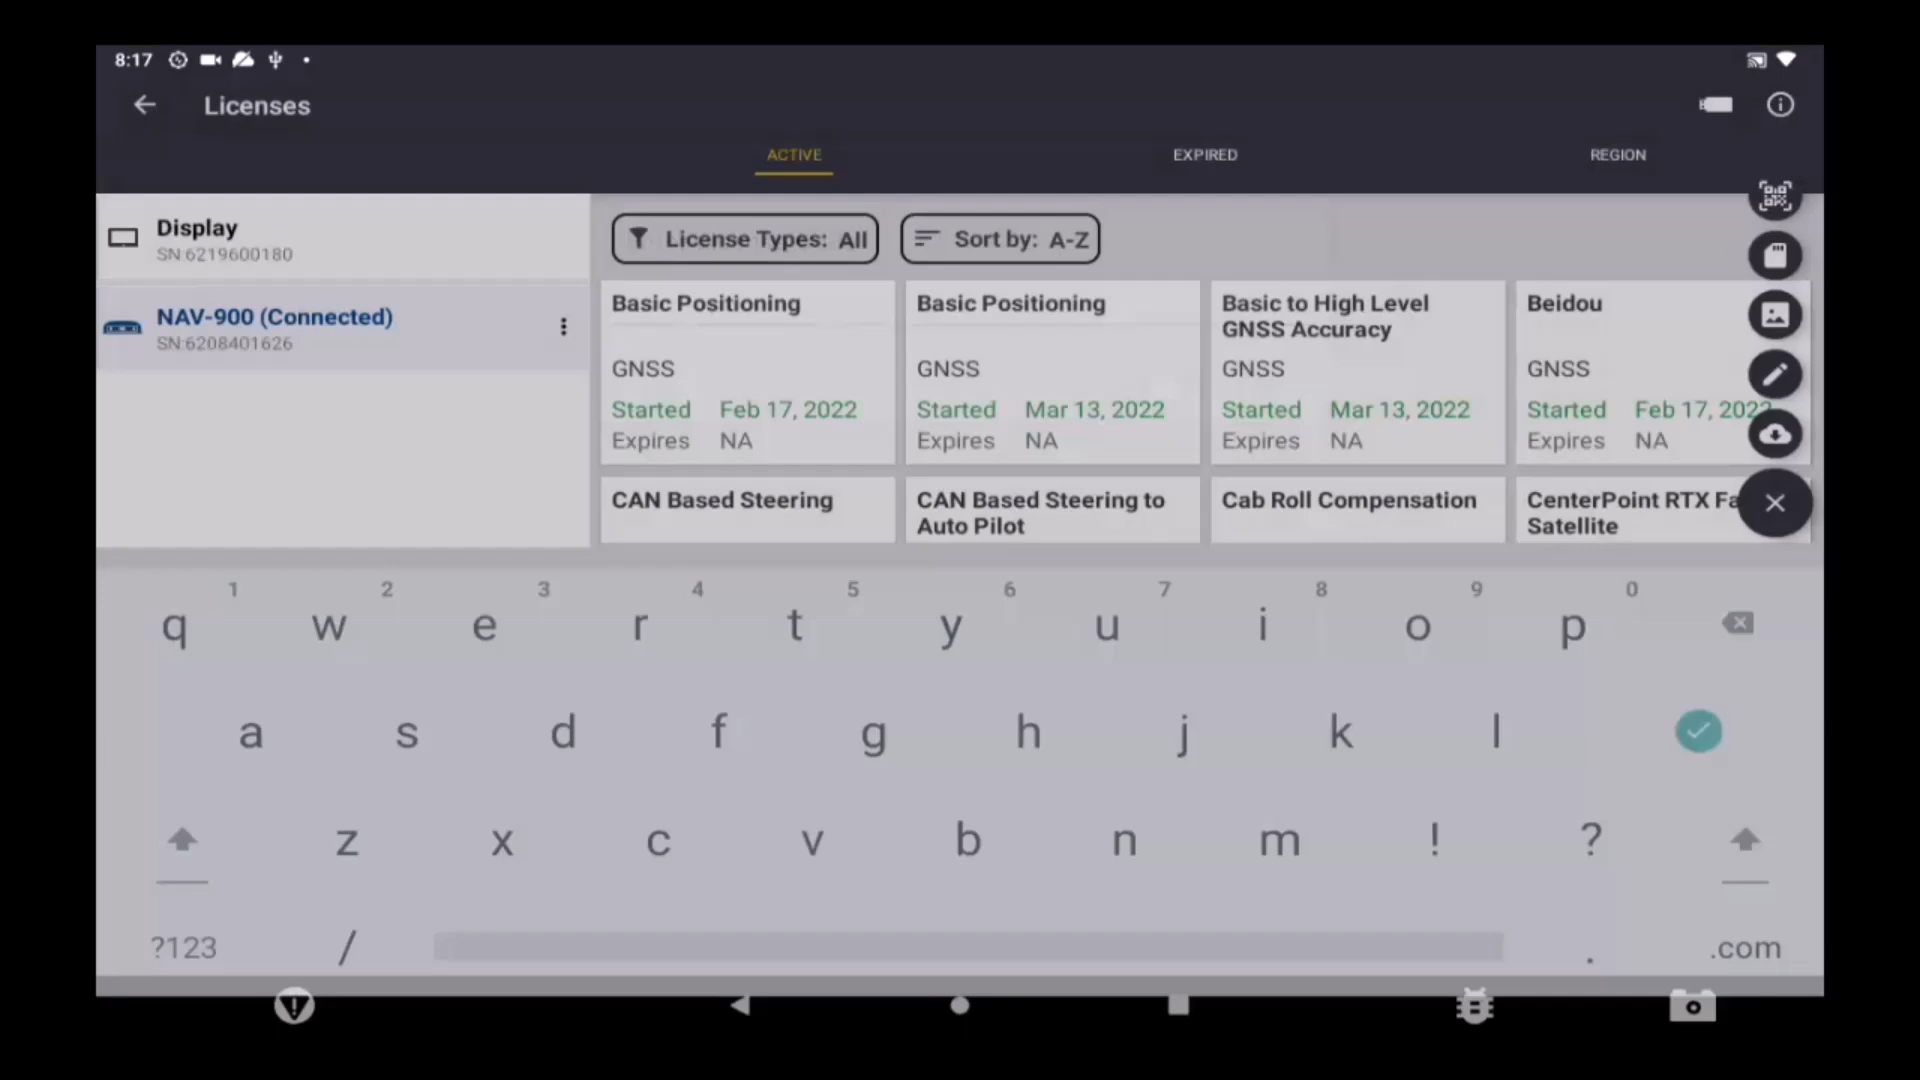 8:17
Licenses
ACTIVE
EXPIRED
REGION
Display
SN:6219600180
NAV-900 (Connected)
SN:6208401626
License Types: All
Sort by: A-Z
Basic Positioning
GNSS
Started Feb 17, 2022
Expires NA
Basic Positioning
GNSS
Started Mar 13, 2022
Expires NA
Basic to High Level
GNSS Accuracy
GNSS
Started Mar 13, 2022
Expires NA
Beidou
GNSS
Started Feb 17, 2022
Expires NA
CAN Based Steering
CAN Based Steering to
Auto Pilot
Cab Roll Compensation
CenterPoint RTX Fa
Satellite
1 2 3 4 5 6 7 8 9 0
q w e r t y u i o p
a s d f g h j k l
z x c v b n m ! ?
?123 / . .com